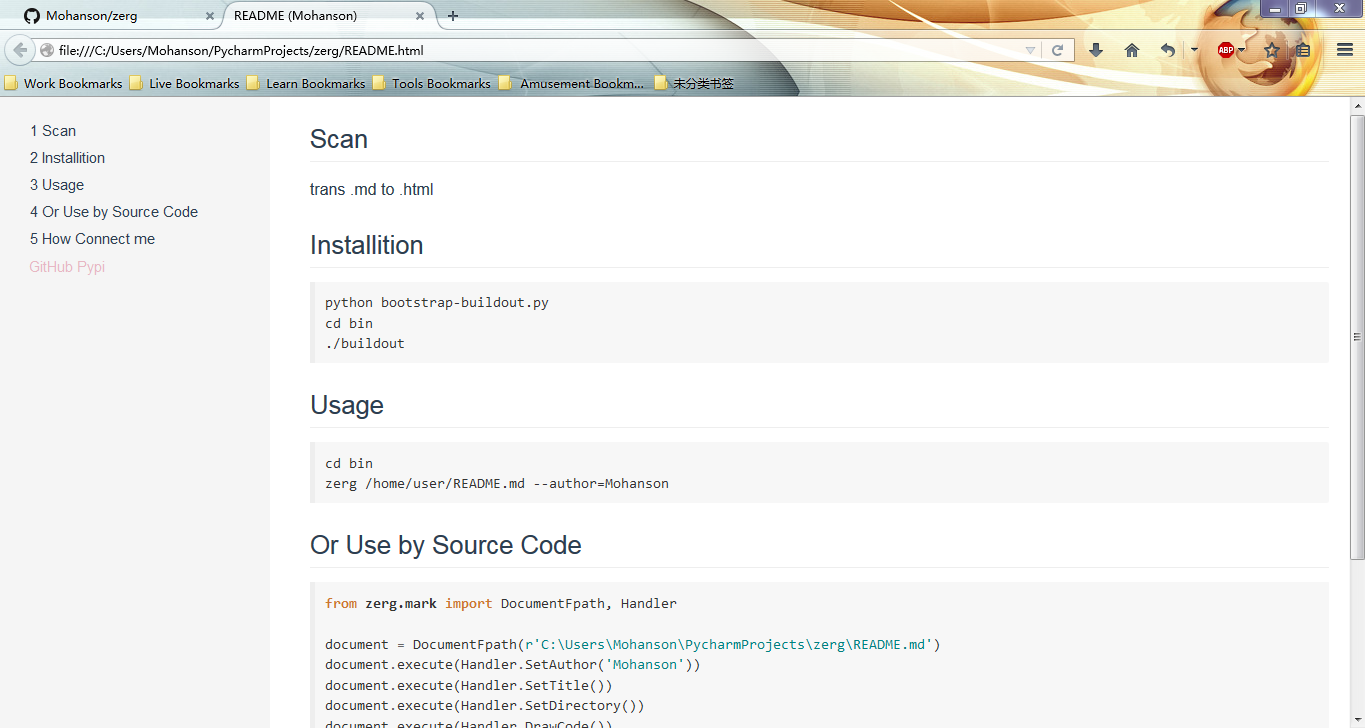 Mohanson/zerg
README (Mohanson)
file:///C:/Users/Mohanson/PycharmProjects/zerg/README.html
ABP
Work Bookmarks
Live Bookmarks
Learn Bookmarks
Tools Bookmarks
Amusement Bookm...
未分类书签
1 Scan
2 Installition
3 Usage
4 Or Use by Source Code
5 How Connect me
GitHub Pypi
Scan
trans .md to .html
Installition
python bootstrap-buildout.py
cd bin
./buildout
Usage
cd bin
zerg /home/user/README.md --author=Mohanson
Or Use by Source Code
from zerg.mark import DocumentFpath, Handler
document = DocumentFpath(r'C:\Users\Mohanson\PycharmProjects\zerg\README.md')
document.execute(Handler.SetAuthor('Mohanson'))
document.execute(Handler.SetTitle())
document.execute(Handler.SetDirectory())
document.execute(Handler.DrawCode())